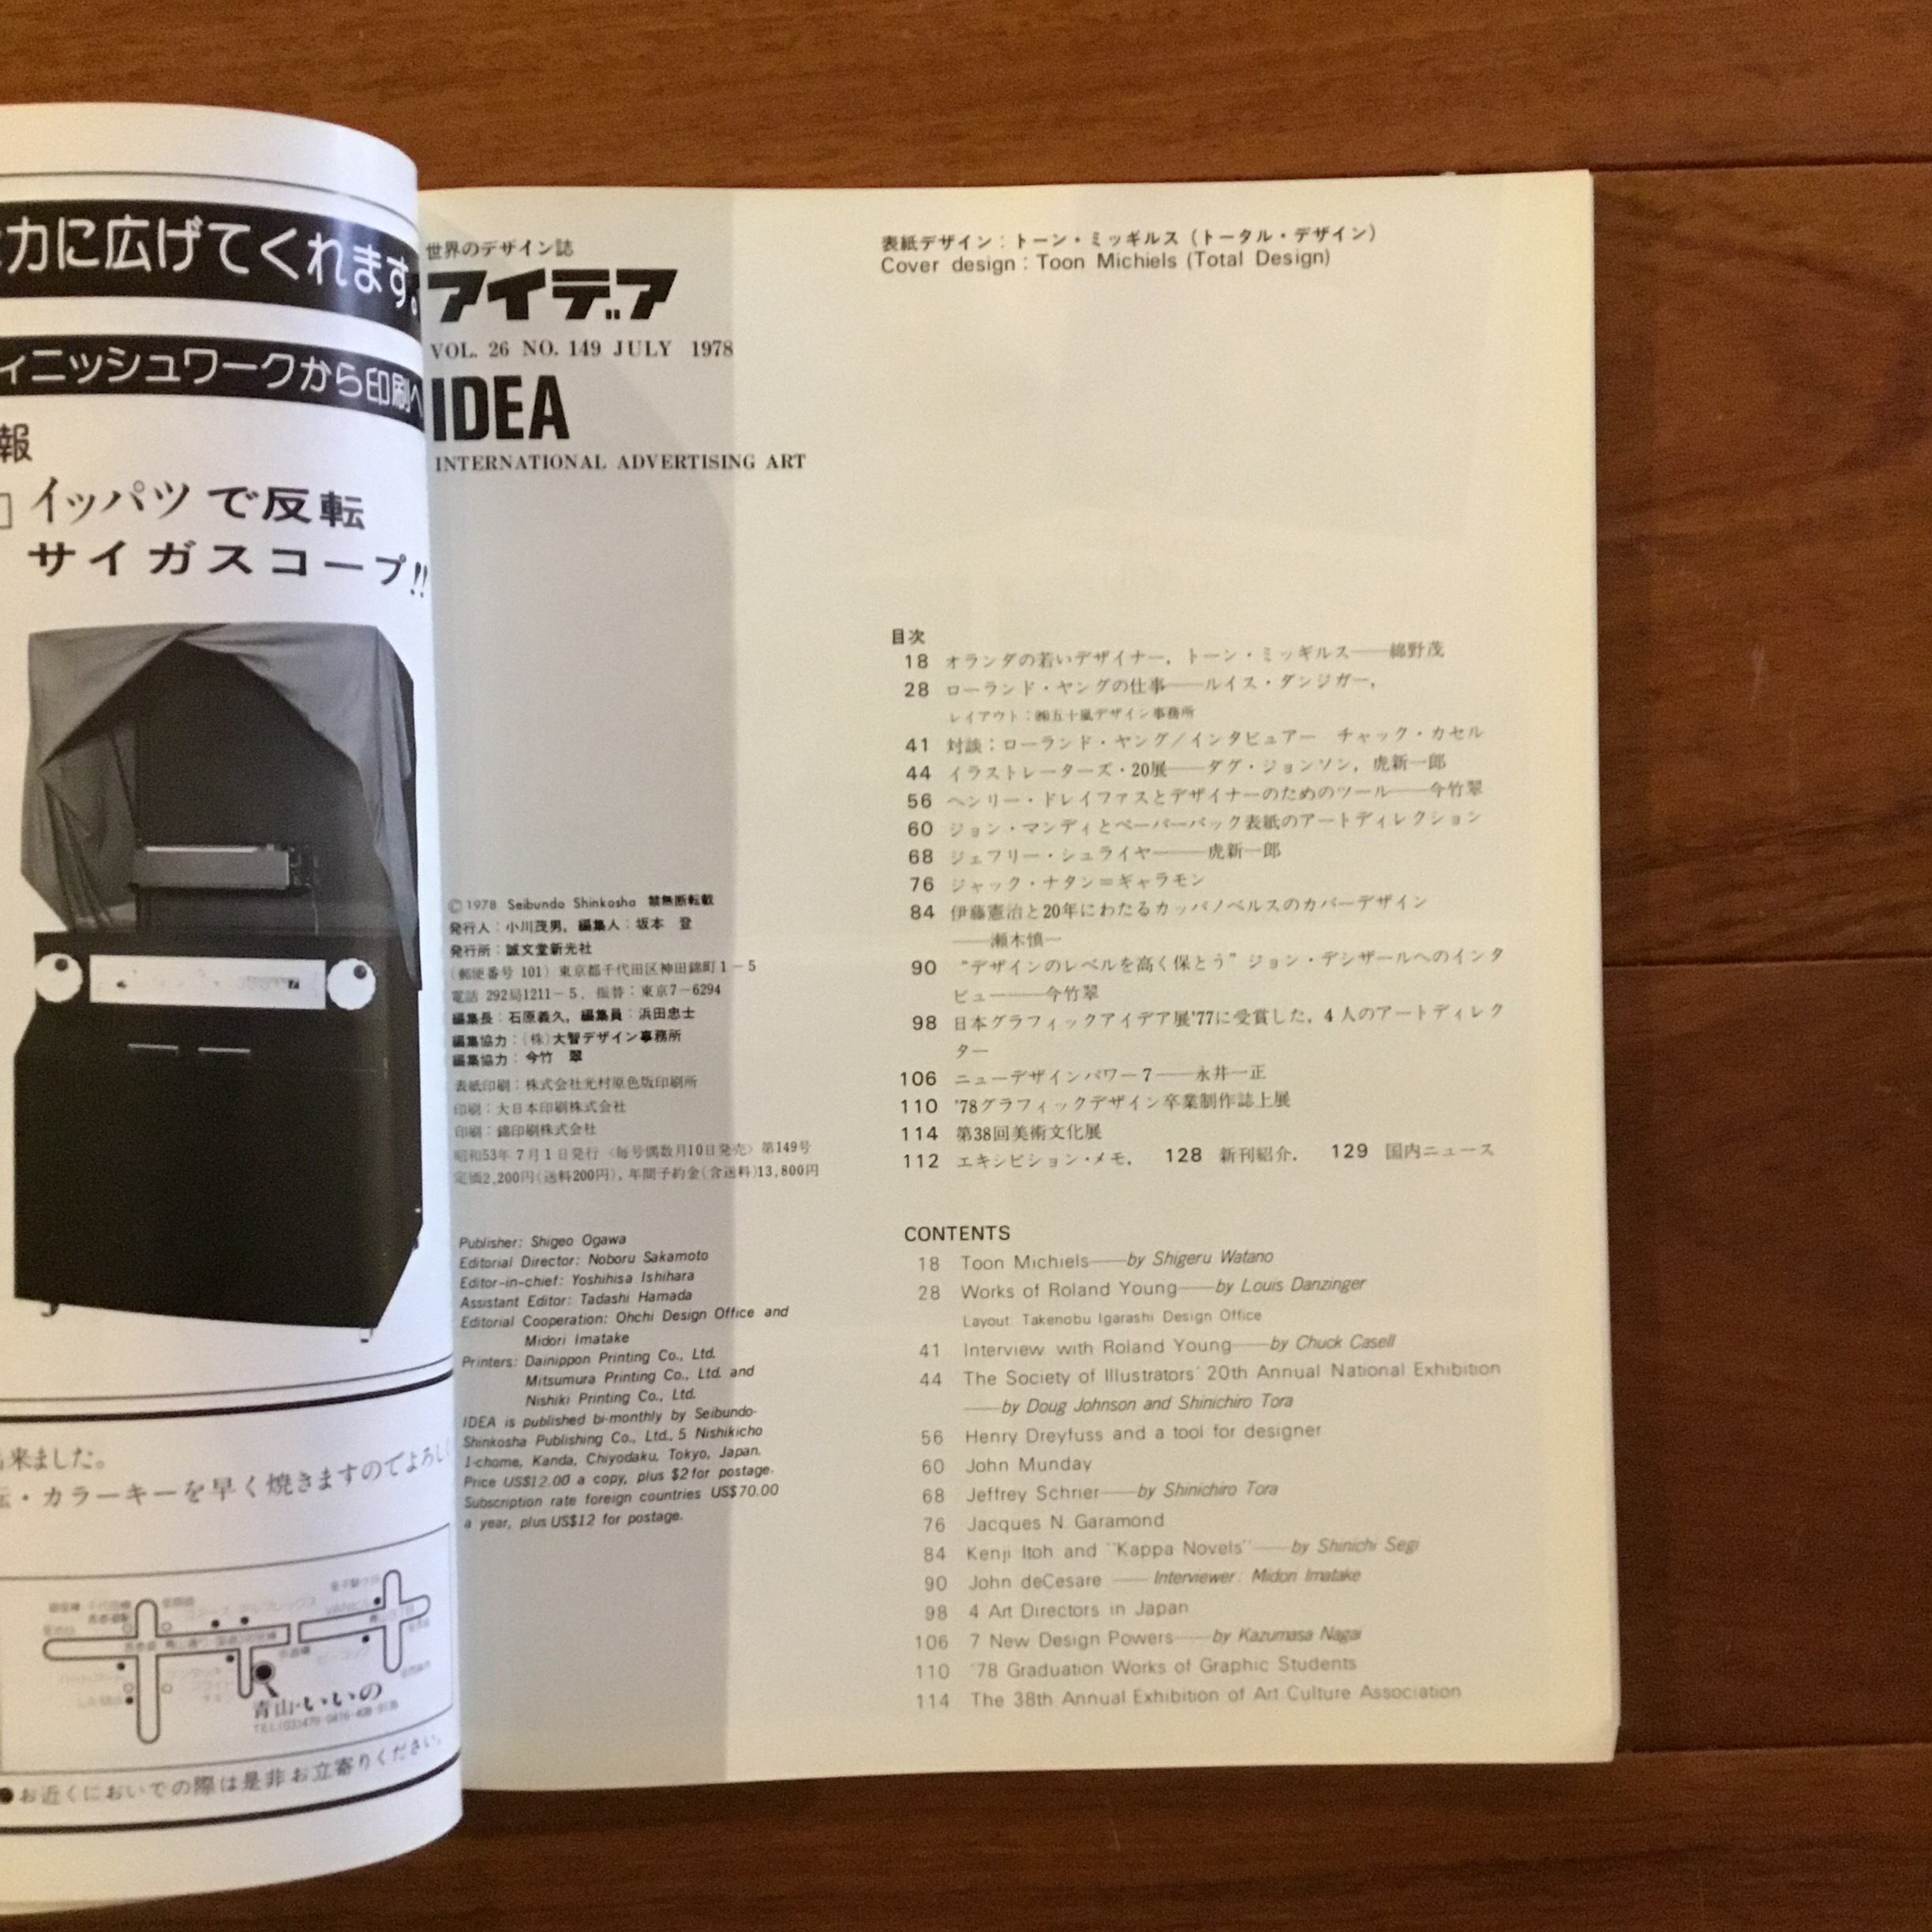 力に広げてくれます。
ィニッシュワークから印刷へ
報
イッパツで反転
サイガスコープ!!
来ました。
・カラーキーを早く焼きますのでよろし
青山・いいの
●お近くにおいでの際は是非お立寄りください。
世界のデザイン誌
アイデア
VOL. 26 NO. 149 JULY 1978
IDEA
INTERNATIONAL ADVERTISING ART
©1978 Seibundo Shinkosha 禁無断転載
発行人：小川茂男，編集人：坂本 登
発行所：誠文堂新光社
（郵便番号 101）東京都千代田区神田錦町1－5
電話 292局1211－5．振替：東京7－6294
編集長：石原義久，編集員：浜田忠士
編集協力：（株）大智デザイン事務所
編集協力：今竹 翠
表紙印刷：株式会社光村原色版印刷所
印刷：大日本印刷株式会社
印刷：錦印刷株式会社
昭和53年7月1日発行〈毎号偶数月10日発売〉第149号
定価2,200円（送料200円），年間予約金（含送料）13,800円
Publisher: Shigeo Ogawa
Editorial Director: Noboru Sakamoto
Editor-in-chief: Yoshihisa Ishihara
Assistant Editor: Tadashi Hamada
Editorial Cooperation: Ohchi Design Office and
Midori Imatake
Printers: Dainippon Printing Co., Ltd.
Mitsumura Printing Co., Ltd. and
Nishiki Printing Co., Ltd.
IDEA is published bi-monthly by Seibundo-
Shinkosha Publishing Co., Ltd., 5 Nishikicho
1-chome, Kanda, Chiyodaku, Tokyo, Japan.
Price US$12.00 a copy, plus $2 for postage.
Subscription rate foreign countries US$70.00
a year, plus US$12 for postage.
表紙デザイン：トーン・ミッギルス（トータル・デザイン）
Cover design : Toon Michiels (Total Design)
目次
18 オランダの若いデザイナー，トーン・ミッギルス——綿野茂
28 ローランド・ヤングの仕事——ルイス・ダンジガー，
レイアウト：㈱五十嵐デザイン事務所
41 対談：ローランド・ヤング／インタビュアー チャック・カセル
44 イラストレーターズ・20展——ダグ・ジョンソン，虎新一郎
56 ヘンリー・ドレイファスとデザイナーのためのツール——今竹翠
60 ジョン・マンディとペーパーバック表紙のアートディレクション
68 ジェフリー・シュライヤー——虎新一郎
76 ジャック・ナタン＝ギャラモン
84 伊藤憲治と20年にわたるカッパノベルスのカバーデザイン
——瀬木慎一
90 “デザインのレベルを高く保とう” ジョン・デシザールへのインタ
ビュー——今竹翠
98 日本グラフィックアイデア展'77に受賞した，4人のアートディレク
ター
106 ニューデザインパワー7——永井一正
110 '78グラフィックデザイン卒業制作誌上展
114 第38回美術文化展
112 エキシビション・メモ， 128 新刊紹介． 129 国内ニュース
CONTENTS
18 Toon Michiels——by Shigeru Watano
28 Works of Roland Young——by Louis Danzinger
Layout: Takenobu Igarashi Design Office
41 Interview with Roland Young——by Chuck Casell
44 The Society of Illustrators' 20th Annual National Exhibition
——by Doug Johnson and Shinichiro Tora
56 Henry Dreyfuss and a tool for designer
60 John Munday
68 Jeffrey Schrier——by Shinichiro Tora
76 Jacques N. Garamond
84 Kenji Itoh and "Kappa Novels"——by Shinichi Segi
90 John deCesare —— Interviewer: Midori Imatake
98 4 Art Directors in Japan
106 7 New Design Powers——by Kazumasa Nagai
110 '78 Graduation Works of Graphic Students
114 The 38th Annual Exhibition of Art Culture Association